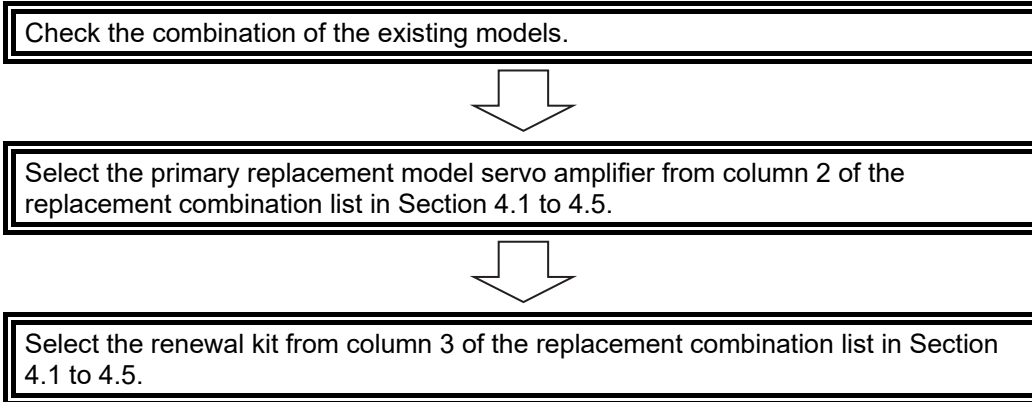 Check the combination of the existing models.
Select the primary replacement model servo amplifier from column 2 of the
replacement combination list in Section 4.1 to 4.5.
Select the renewal kit from column 3 of the replacement combination list in Section
4.1 to 4.5.